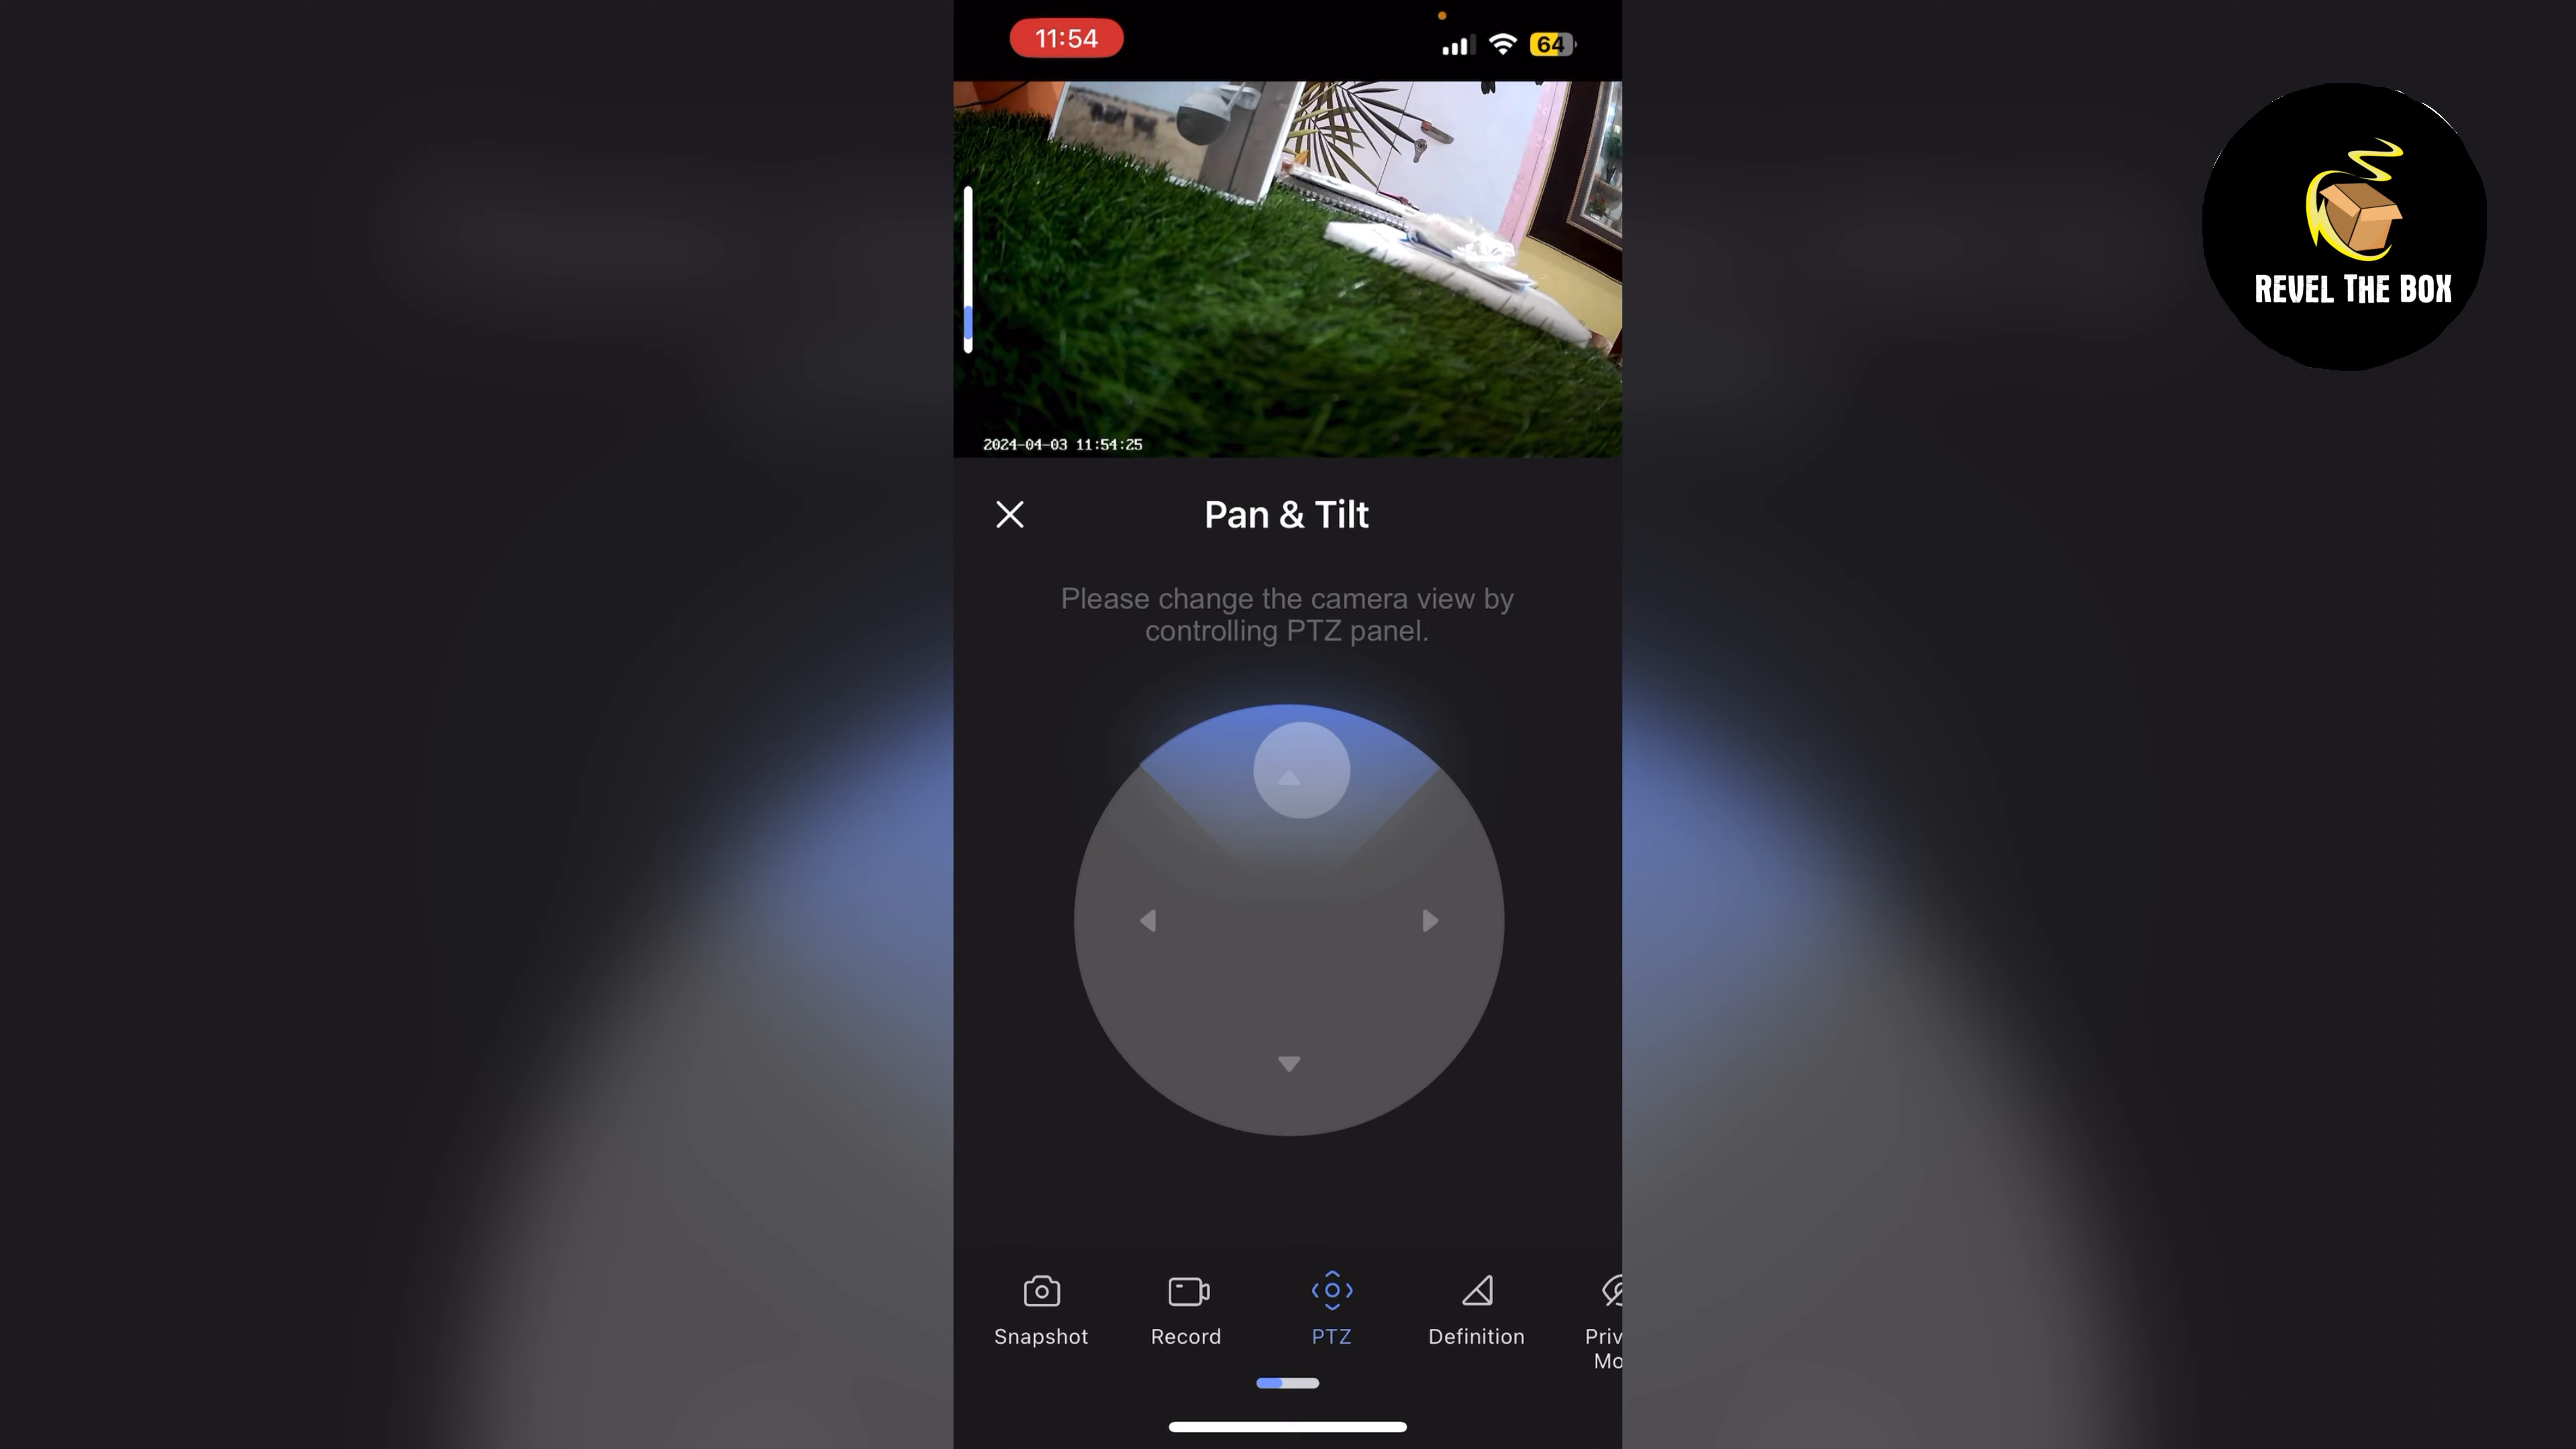 11:54
64
REVEL THE BOX
2024-04-03 11:54:25
Pan & Tilt
Please change the camera view by
controlling PTZ panel.
Snapshot
Record
PTZ
Definition
Priv
Mo